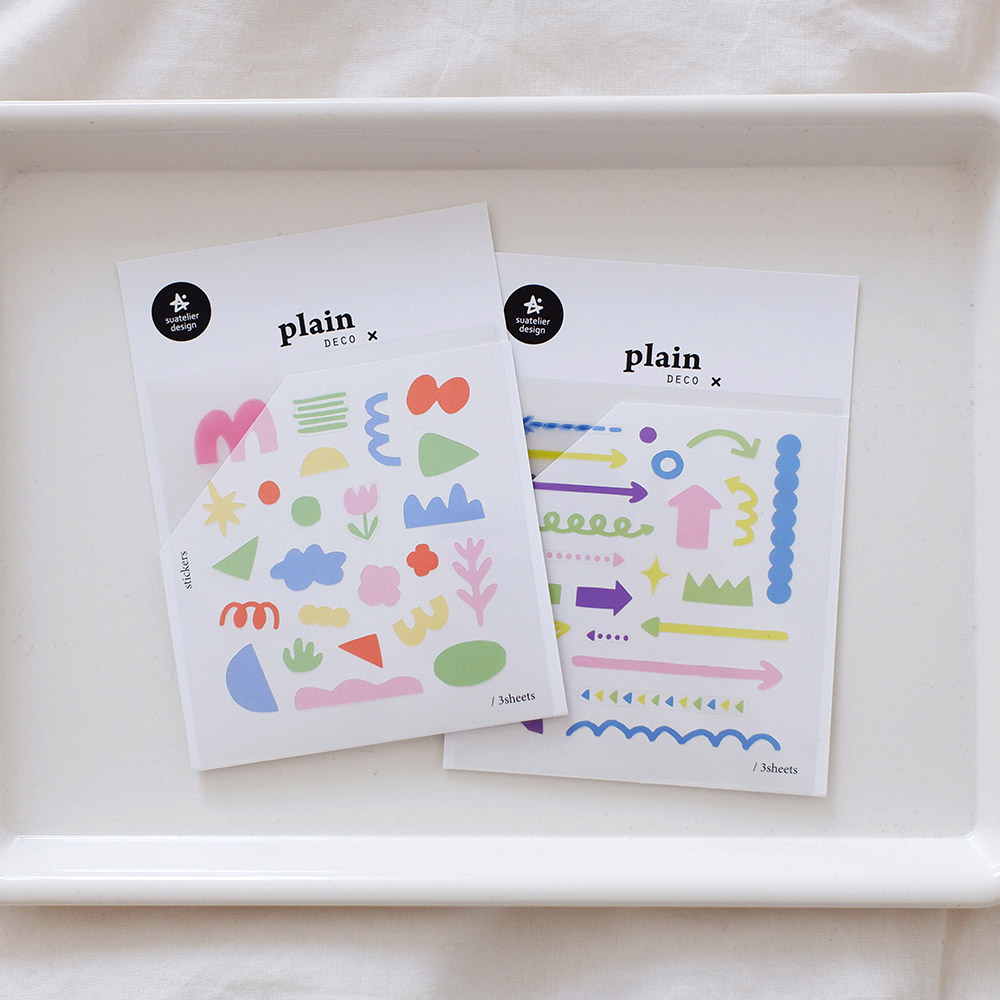 suatelier
design
plain
DECO ×
stickers
/ 3sheets
suatelier
design
plain
DECO ×
/ 3sheets